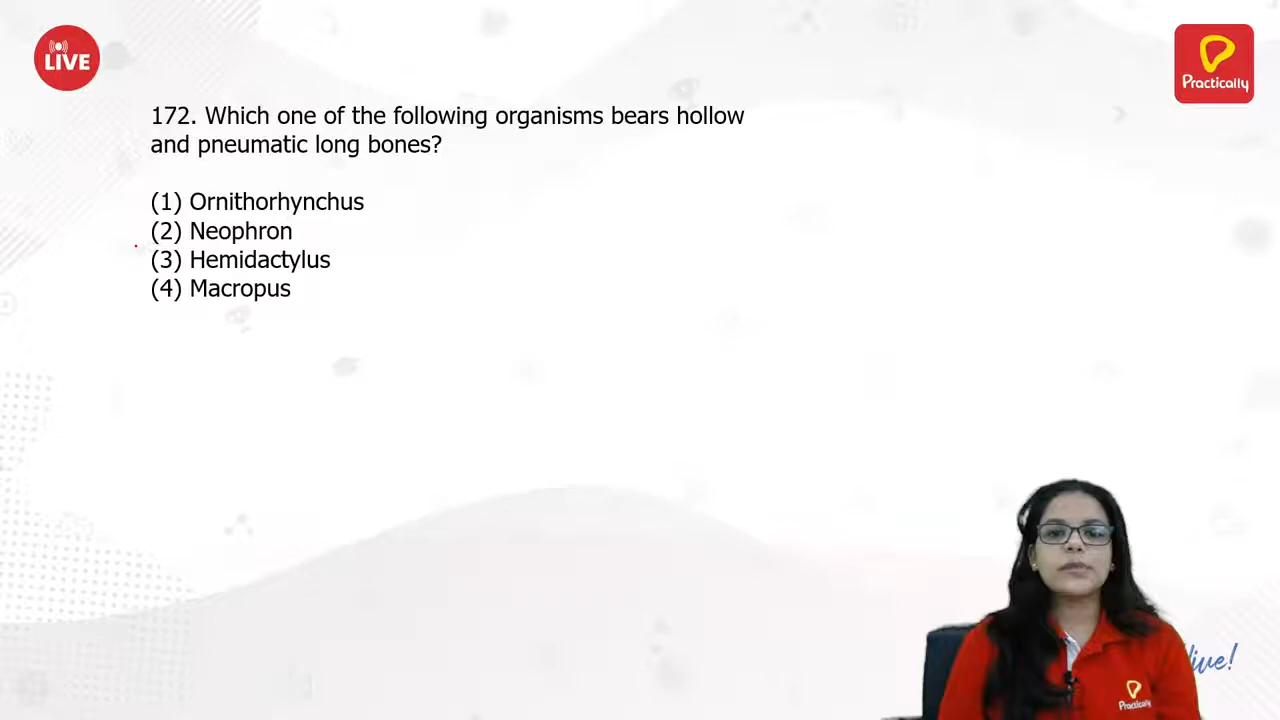 LIVE
Practically
172. Which one of the following organisms bears hollow
and pneumatic long bones?
(1) Ornithorhynchus
(2) Neophron
(3) Hemidactylus
(4) Macropus
Practically